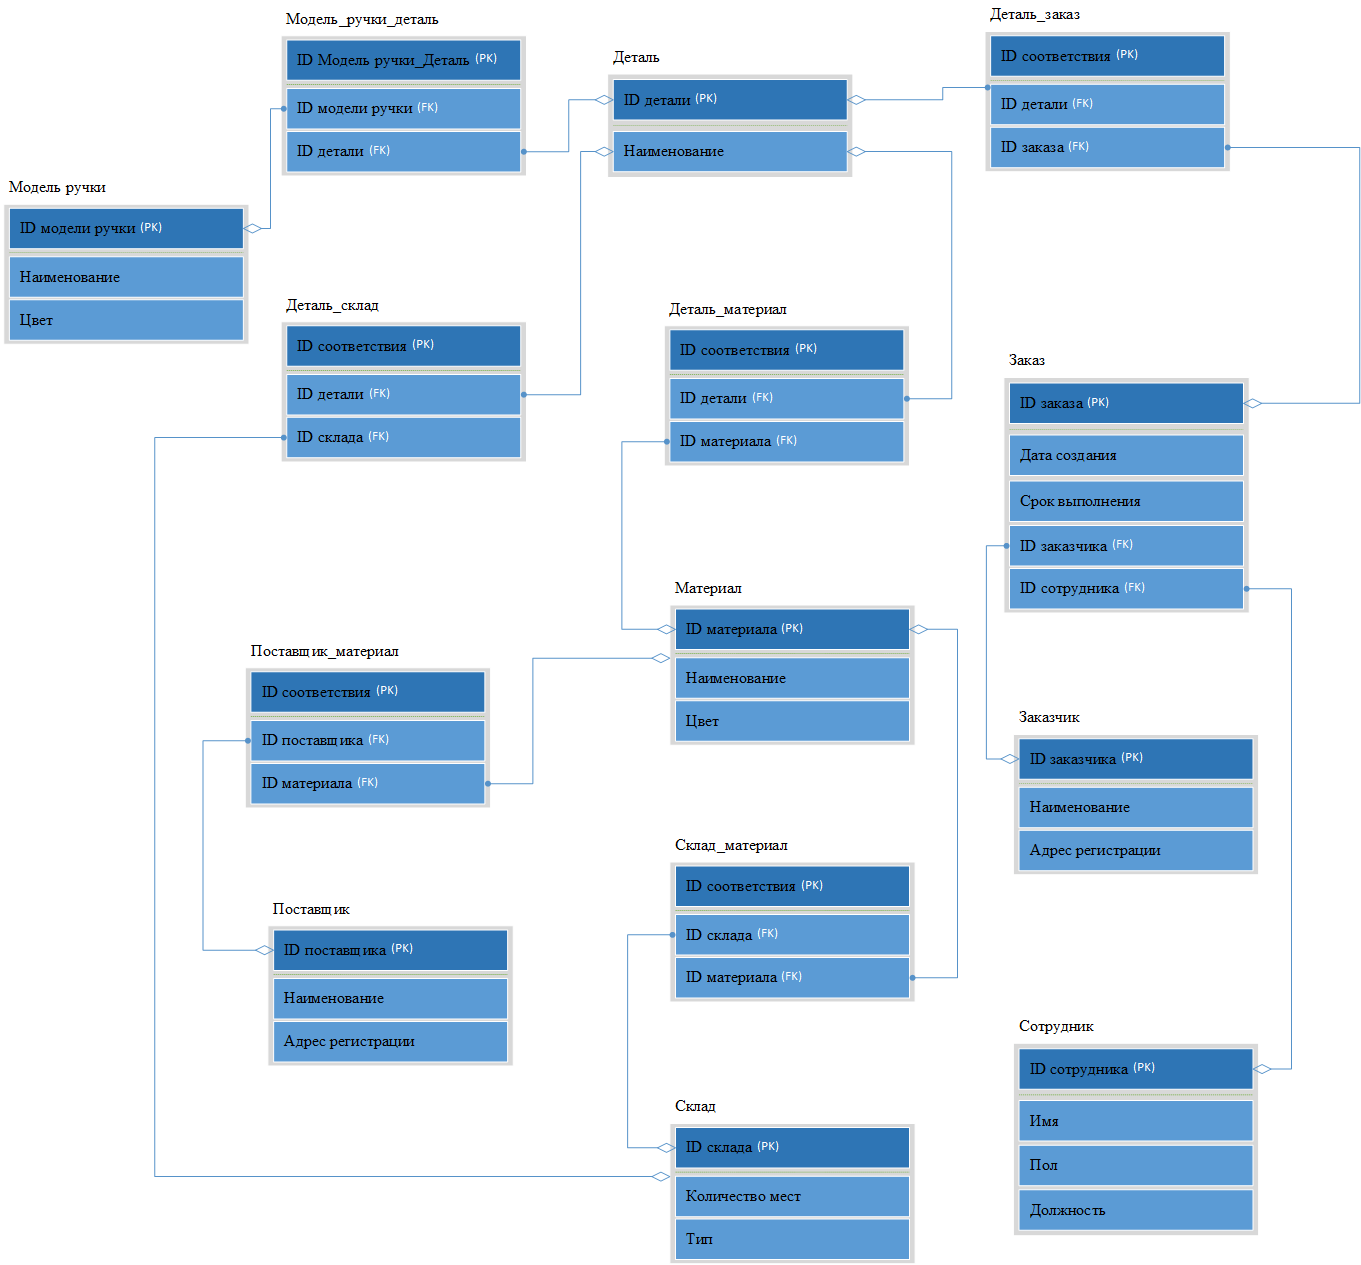 Модель_ручки_деталь
ID Модель ручки_Деталь (PK)
ID модели ручки (FK)
ID детали (FK)
Деталь
ID детали (PK)
Наименование
Деталь_заказ
ID соответствия (PK)
ID детали (FK)
ID заказа (FK)
Модель ручки
ID модели ручки (PK)
Наименование
Цвет
Деталь_склад
ID соответствия (PK)
ID детали (FK)
ID склада (FK)
Деталь_материал
ID соответствия (PK)
ID детали (FK)
ID материала (FK)
Заказ
ID заказа (PK)
Дата создания
Срок выполнения
ID заказчика (FK)
ID сотрудника (FK)
Материал
ID материала (PK)
Наименование
Цвет
Поставщик_материал
ID соответствия (PK)
ID поставщика (FK)
ID материала (FK)
Заказчик
ID заказчика (PK)
Наименование
Адрес регистрации
Склад_материал
ID соответствия (PK)
ID склада (FK)
ID материала (FK)
Поставщик
ID поставщика (PK)
Наименование
Адрес регистрации
Сотрудник
ID сотрудника (PK)
Имя
Пол
Должность
Склад
ID склада (PK)
Количество мест
Тип